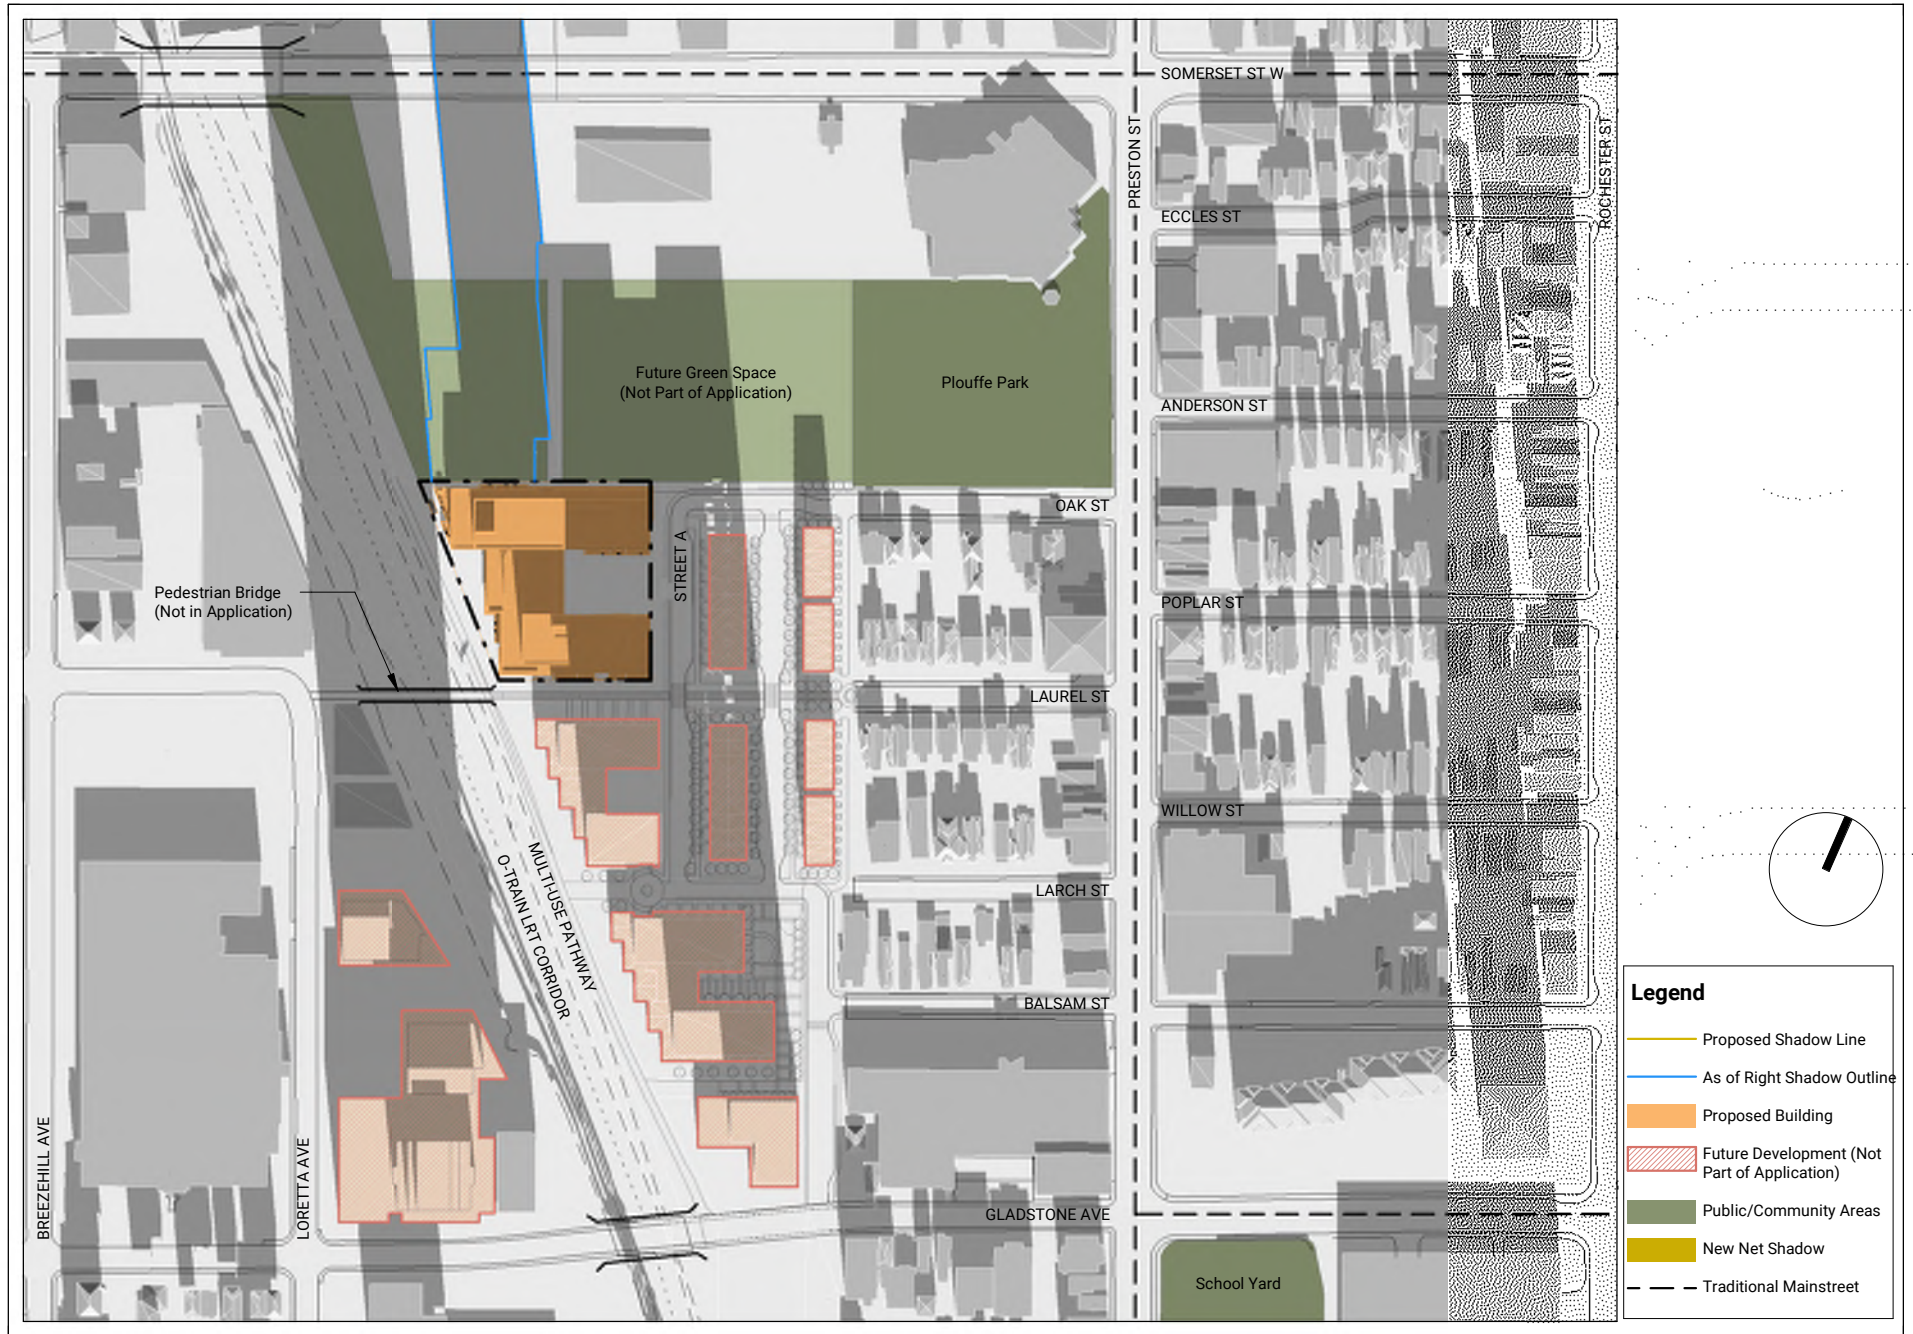 SOMERSET ST W
PRESTON ST
ROCHESTER ST
ECCLES ST
Future Green Space
(Not Part of Application)
Plouffe Park
ANDERSON ST
OAK ST
STREET A
Pedestrian Bridge
(Not in Application)
POPLAR ST
LAUREL ST
WILLOW ST
MULTI-USE PATHWAY
O-TRAIN LRT CORRIDOR
LARCH ST
BALSAM ST
BREEZEHILL AVE
LORETTA AVE
GLADSTONE AVE
School Yard
Legend
Proposed Shadow Line
As of Right Shadow Outline
Proposed Building
Future Development (Not
Part of Application)
Public/Community Areas
New Net Shadow
Traditional Mainstreet